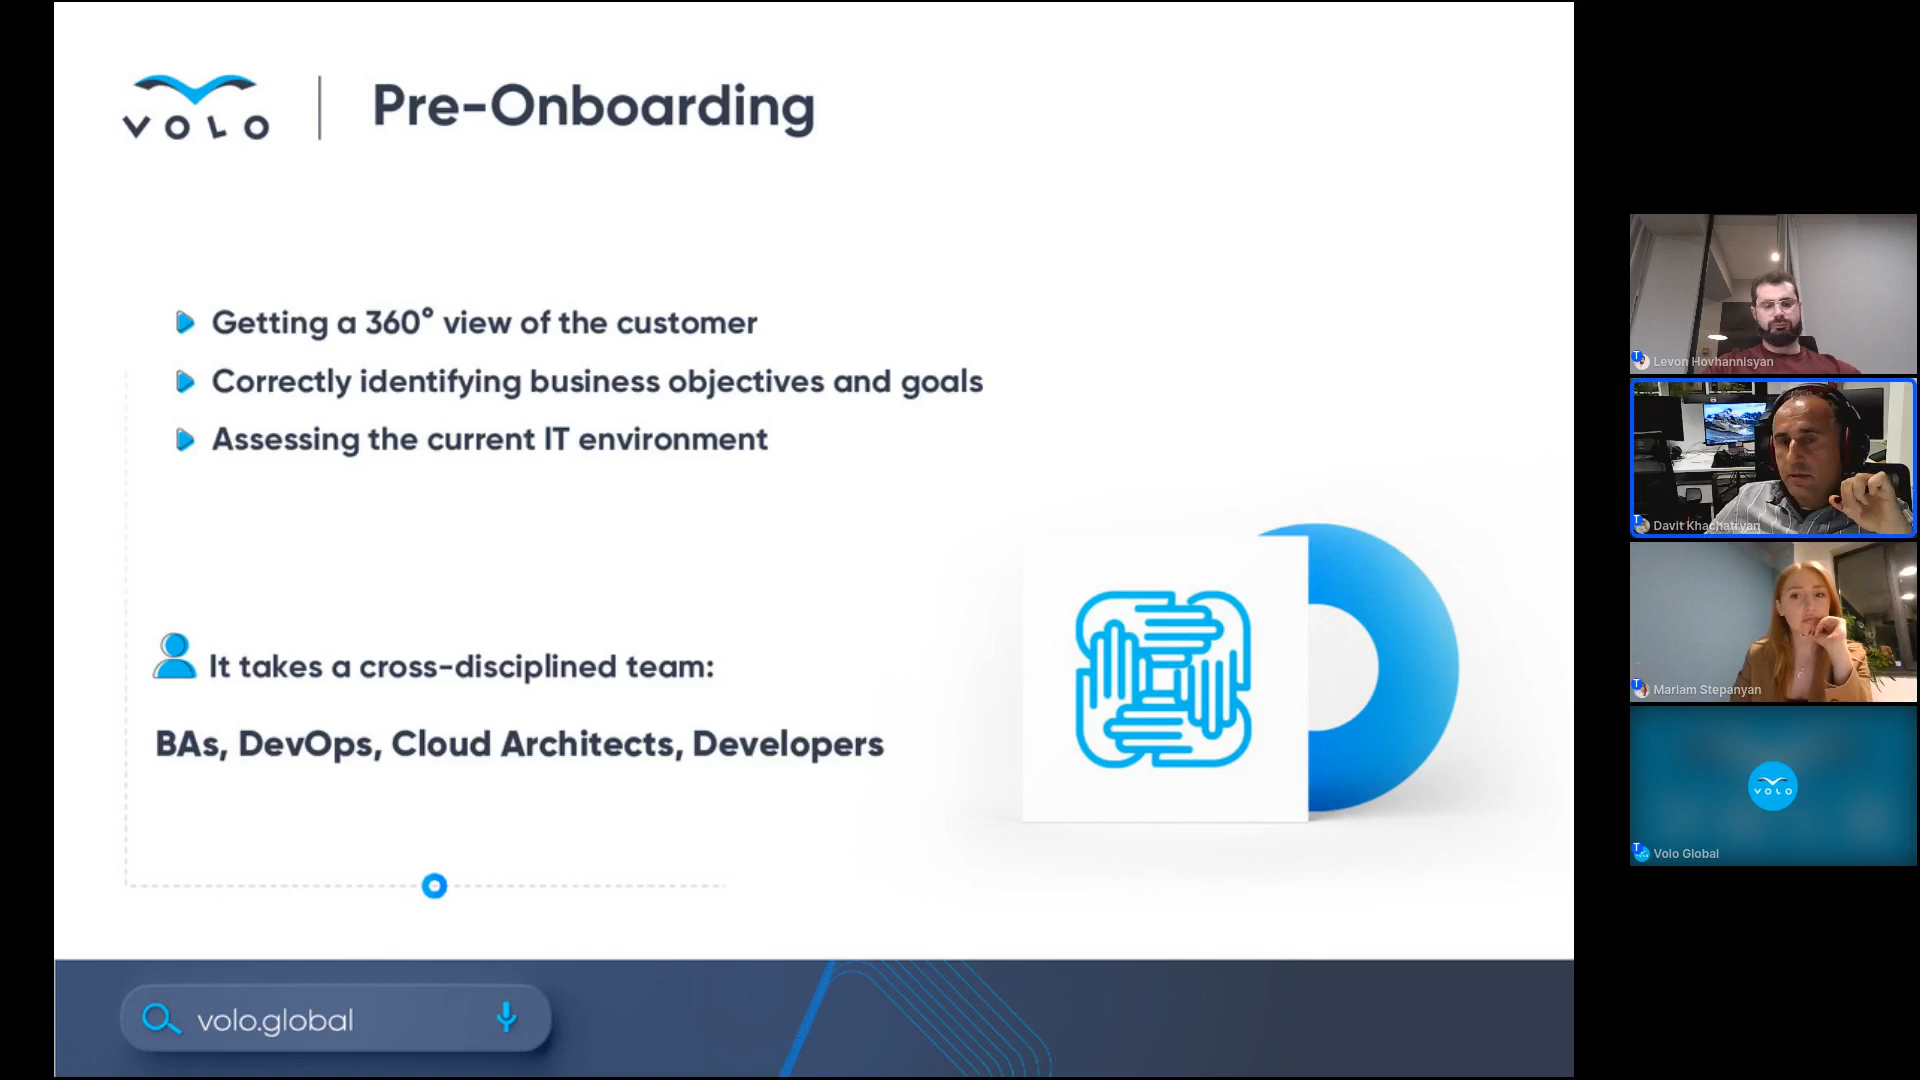 VOLO
Pre-Onboarding
Getting a 360° view of the customer
Correctly identifying business objectives and goals
Assessing the current IT environment
It takes a cross-disciplined team:
BAs, DevOps, Cloud Architects, Developers
volo.global
T Levon Hovhannisyan
T Davit Khachatryan
T Mariam Stepanyan
VOLO
T Volo Global